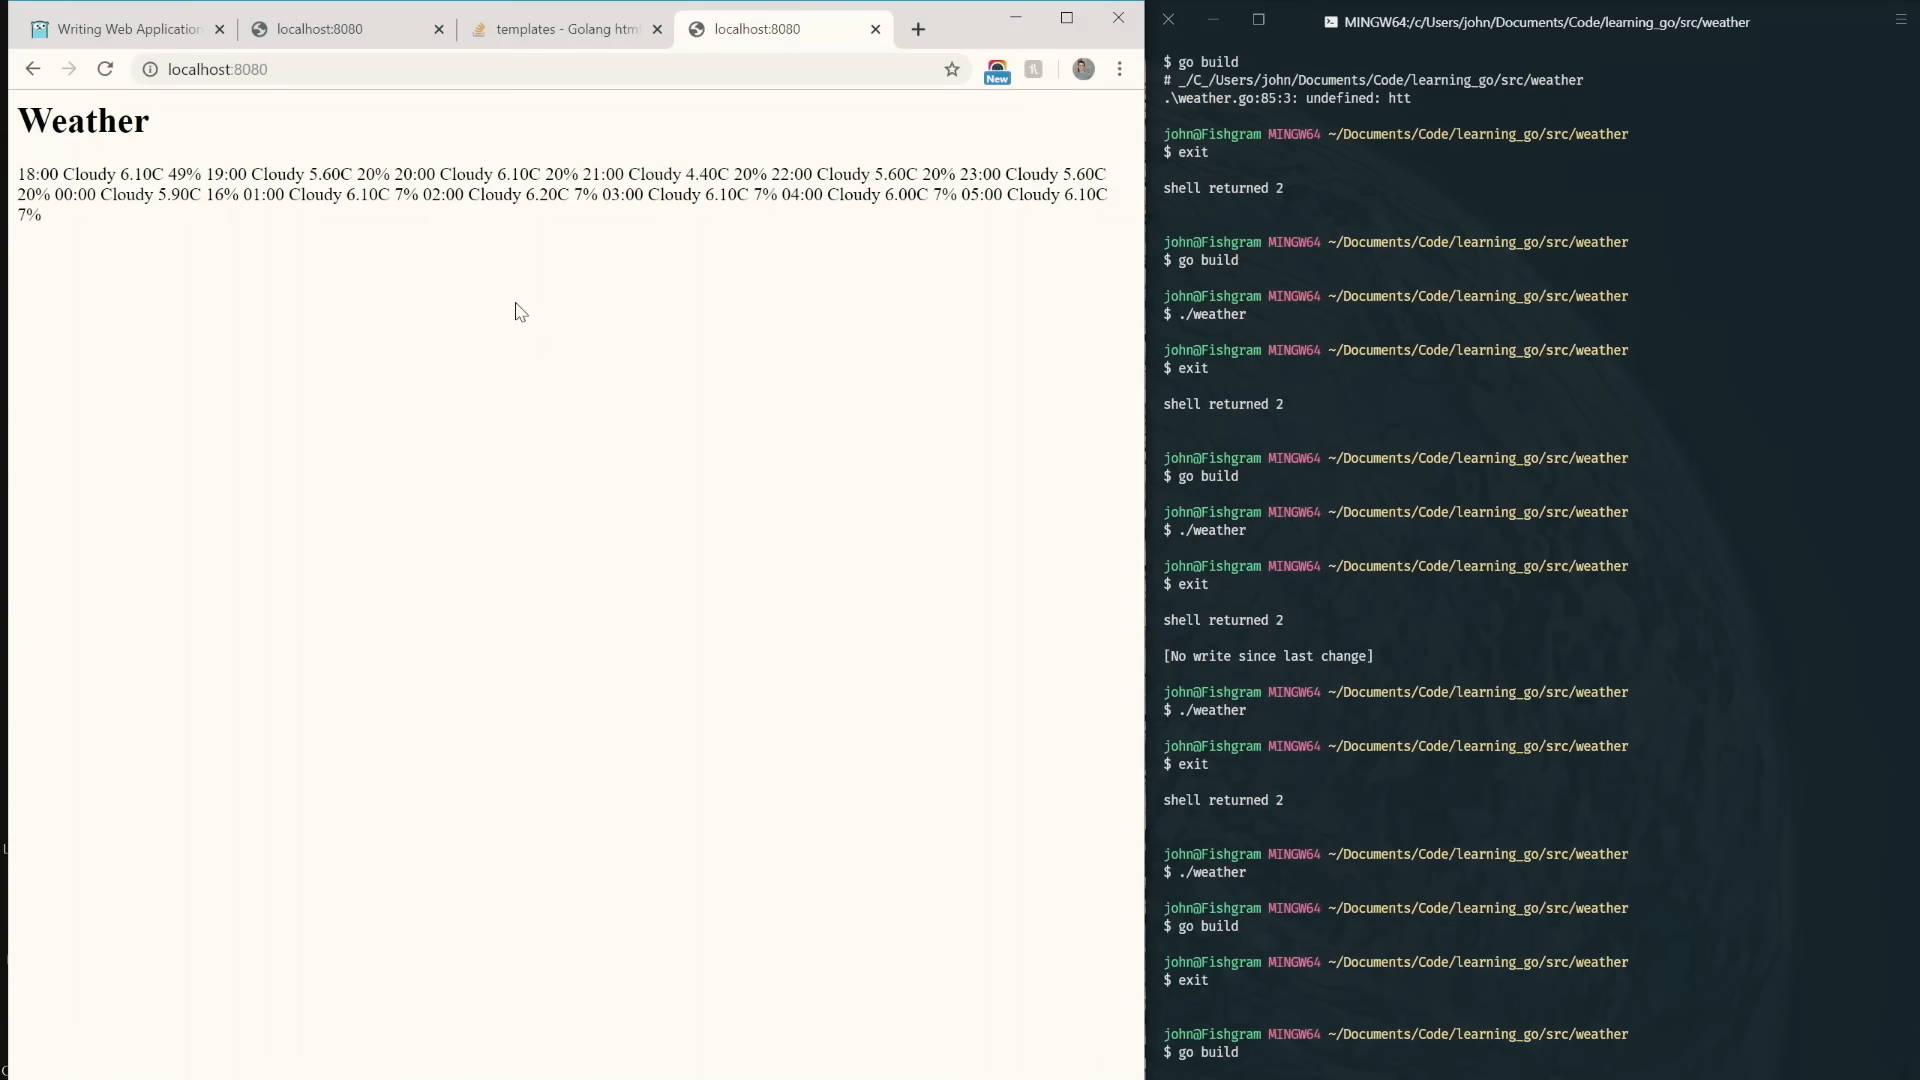 Writing Web Application
localhost:8080
templates - Golang html
localhost:8080
localhost:8080
New
Weather
18:00 Cloudy 6.10C 49% 19:00 Cloudy 5.60C 20% 20:00 Cloudy 6.10C 20% 21:00 Cloudy 4.40C 20% 22:00 Cloudy 5.60C 20% 23:00 Cloudy 5.60C
20% 00:00 Cloudy 5.90C 16% 01:00 Cloudy 6.10C 7% 02:00 Cloudy 6.20C 7% 03:00 Cloudy 6.10C 7% 04:00 Cloudy 6.00C 7% 05:00 Cloudy 6.10C
7%
MINGW64:/c/Users/john/Documents/Code/learning_go/src/weather
$ go build
# _/C_/Users/john/Documents/Code/learning_go/src/weather
.\weather.go:85:3: undefined: htt
john@Fishgram MINGW64 ~/Documents/Code/learning_go/src/weather
$ exit
shell returned 2
john@Fishgram MINGW64 ~/Documents/Code/learning_go/src/weather
$ go build
john@Fishgram MINGW64 ~/Documents/Code/learning_go/src/weather
$ ./weather
john@Fishgram MINGW64 ~/Documents/Code/learning_go/src/weather
$ exit
shell returned 2
john@Fishgram MINGW64 ~/Documents/Code/learning_go/src/weather
$ go build
john@Fishgram MINGW64 ~/Documents/Code/learning_go/src/weather
$ ./weather
john@Fishgram MINGW64 ~/Documents/Code/learning_go/src/weather
$ exit
shell returned 2
[No write since last change]
john@Fishgram MINGW64 ~/Documents/Code/learning_go/src/weather
$ ./weather
john@Fishgram MINGW64 ~/Documents/Code/learning_go/src/weather
$ exit
shell returned 2
john@Fishgram MINGW64 ~/Documents/Code/learning_go/src/weather
$ ./weather
john@Fishgram MINGW64 ~/Documents/Code/learning_go/src/weather
$ go build
john@Fishgram MINGW64 ~/Documents/Code/learning_go/src/weather
$ exit
john@Fishgram MINGW64 ~/Documents/Code/learning_go/src/weather
$ go build